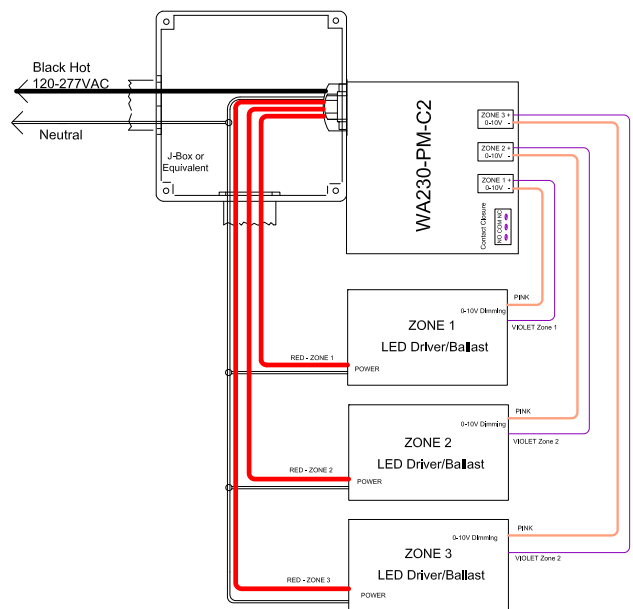 Black Hot
120-277VAC
Neutral
J-Box or
Equivalent
WA230-PM-C2
ZONE 3 +
0-10V -
ZONE 2 +
0-10V -
ZONE 1 +
0-10V -
Contact Closure
NO COM NC
PINK
0-10V Dimming
ZONE 1
VIOLET Zone 1
LED Driver/Ballast
RED - ZONE 1
POWER
PINK
0-10V Dimming
ZONE 2
VIOLET Zone 2
LED Driver/Ballast
RED - ZONE 2
POWER
PINK
0-10V Dimming
ZONE 3
VIOLET Zone 2
LED Driver/Ballast
RED - ZONE 3
POWER